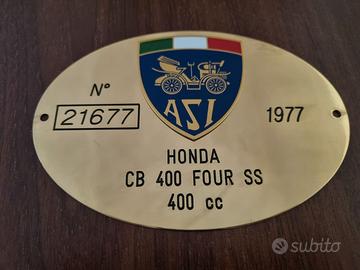 N°
21677
ASI
1977
HONDA
CB 400 FOUR SS
400 cc
subito